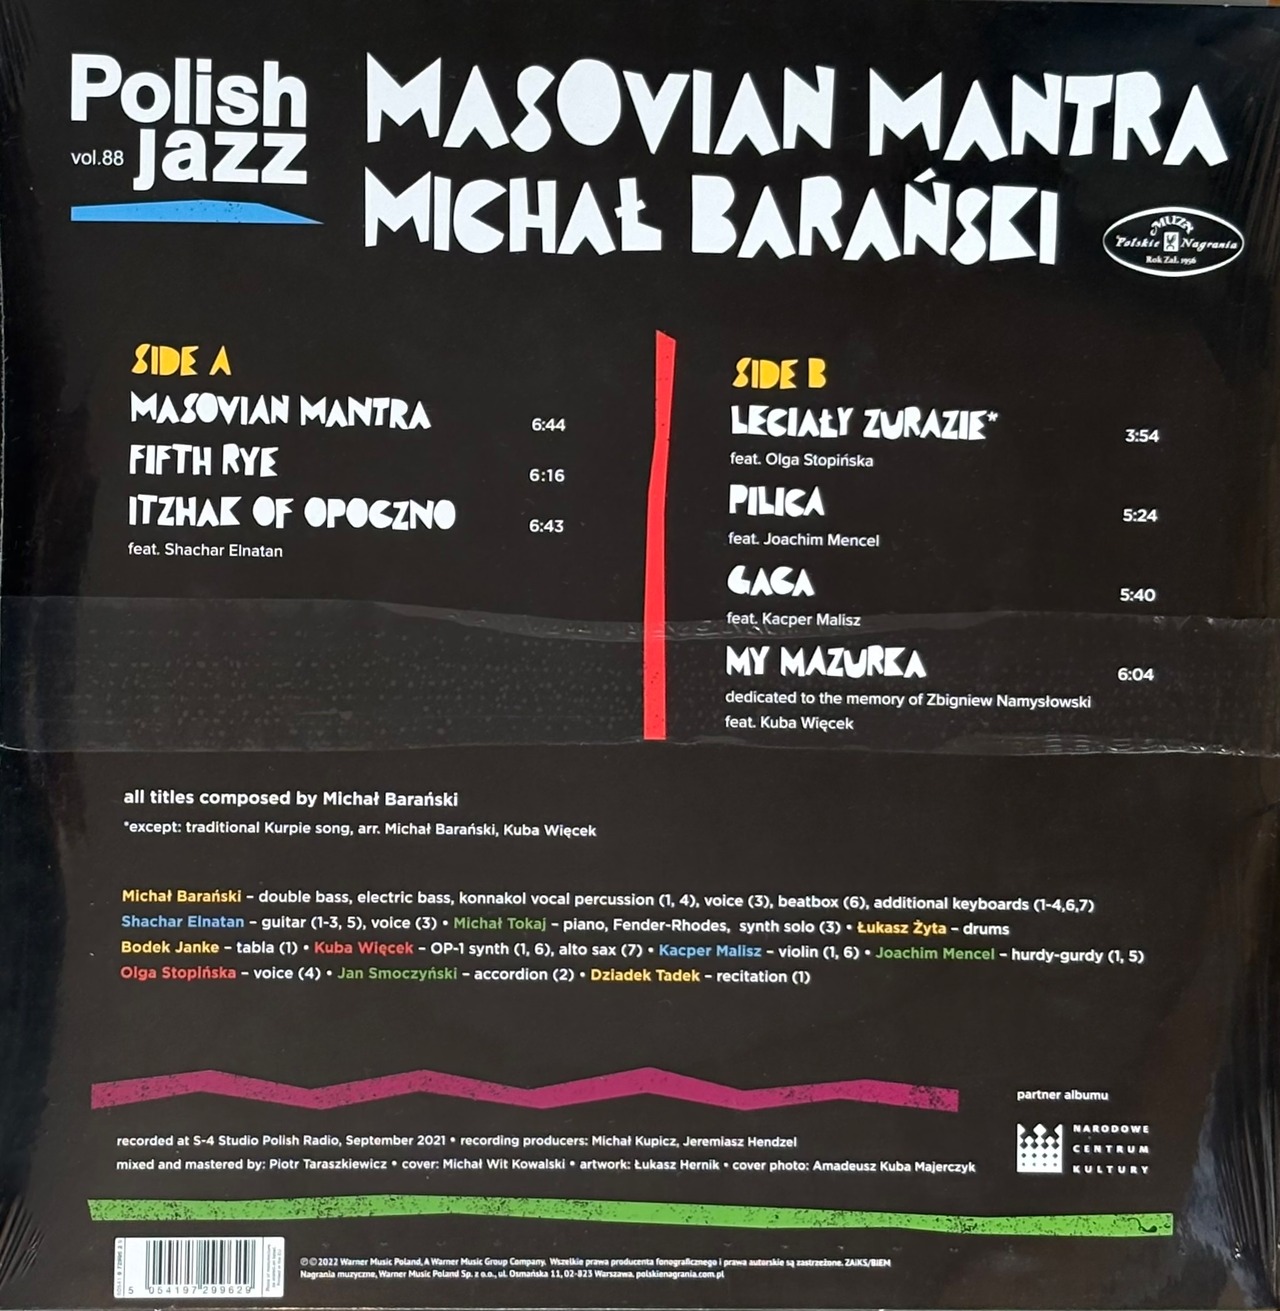 Polish
vol.88 jazz
MASOVIAN MANTRA
MICHAŁ BARAŃSKI
MUZA
Polskie Nagrania
Rok Zał. 1956
SIDE A
MASOVIAN MANTRA 6:44
FIFTH RYE 6:16
ITZHAK OF OPOCZNO 6:43
feat. Shachar Elnatan
SIDE B
LECIAŁY ZURAZIE* 3:54
feat. Olga Stopińska
PILICA 5:24
feat. Joachim Mencel
GAGA 5:40
feat. Kacper Malisz
MY MAZURKA 6:04
dedicated to the memory of Zbigniew Namysłowski
feat. Kuba Więcek
all titles composed by Michał Barański
*except: traditional Kurpie song, arr. Michał Barański, Kuba Więcek
Michał Barański – double bass, electric bass, konnakol vocal percussion (1, 4), voice (3), beatbox (6), additional keyboards (1-4,6,7)
Shachar Elnatan – guitar (1-3, 5), voice (3) • Michał Tokaj – piano, Fender-Rhodes, synth solo (3) • Łukasz Żyta – drums
Bodek Janke – tabla (1) • Kuba Więcek – OP-1 synth (1, 6), alto sax (7) • Kacper Malisz – violin (1, 6) • Joachim Mencel – hurdy-gurdy (1, 5)
Olga Stopińska – voice (4) • Jan Smoczyński – accordion (2) • Dziadek Tadek – recitation (1)
partner albumu
NARODOWE
CENTRUM
KULTURY
recorded at S-4 Studio Polish Radio, September 2021 • recording producers: Michał Kupicz, Jeremiasz Hendzel
mixed and mastered by: Piotr Taraszkiewicz • cover: Michał Wit Kowalski • artwork: Łukasz Hernik • cover photo: Amadeusz Kuba Majerczyk
5 054197 299629
℗©2022 Warner Music Poland, A Warner Music Group Company. Wszelkie prawa producenta fonograficznego i prawa autorskie są zastrzeżone. ZAiKS/BIEM
Nagrania muzyczne, Warner Music Poland Sp. z o.o., ul. Osmańska 11, 02-823 Warszawa. polskienagrania.com.pl